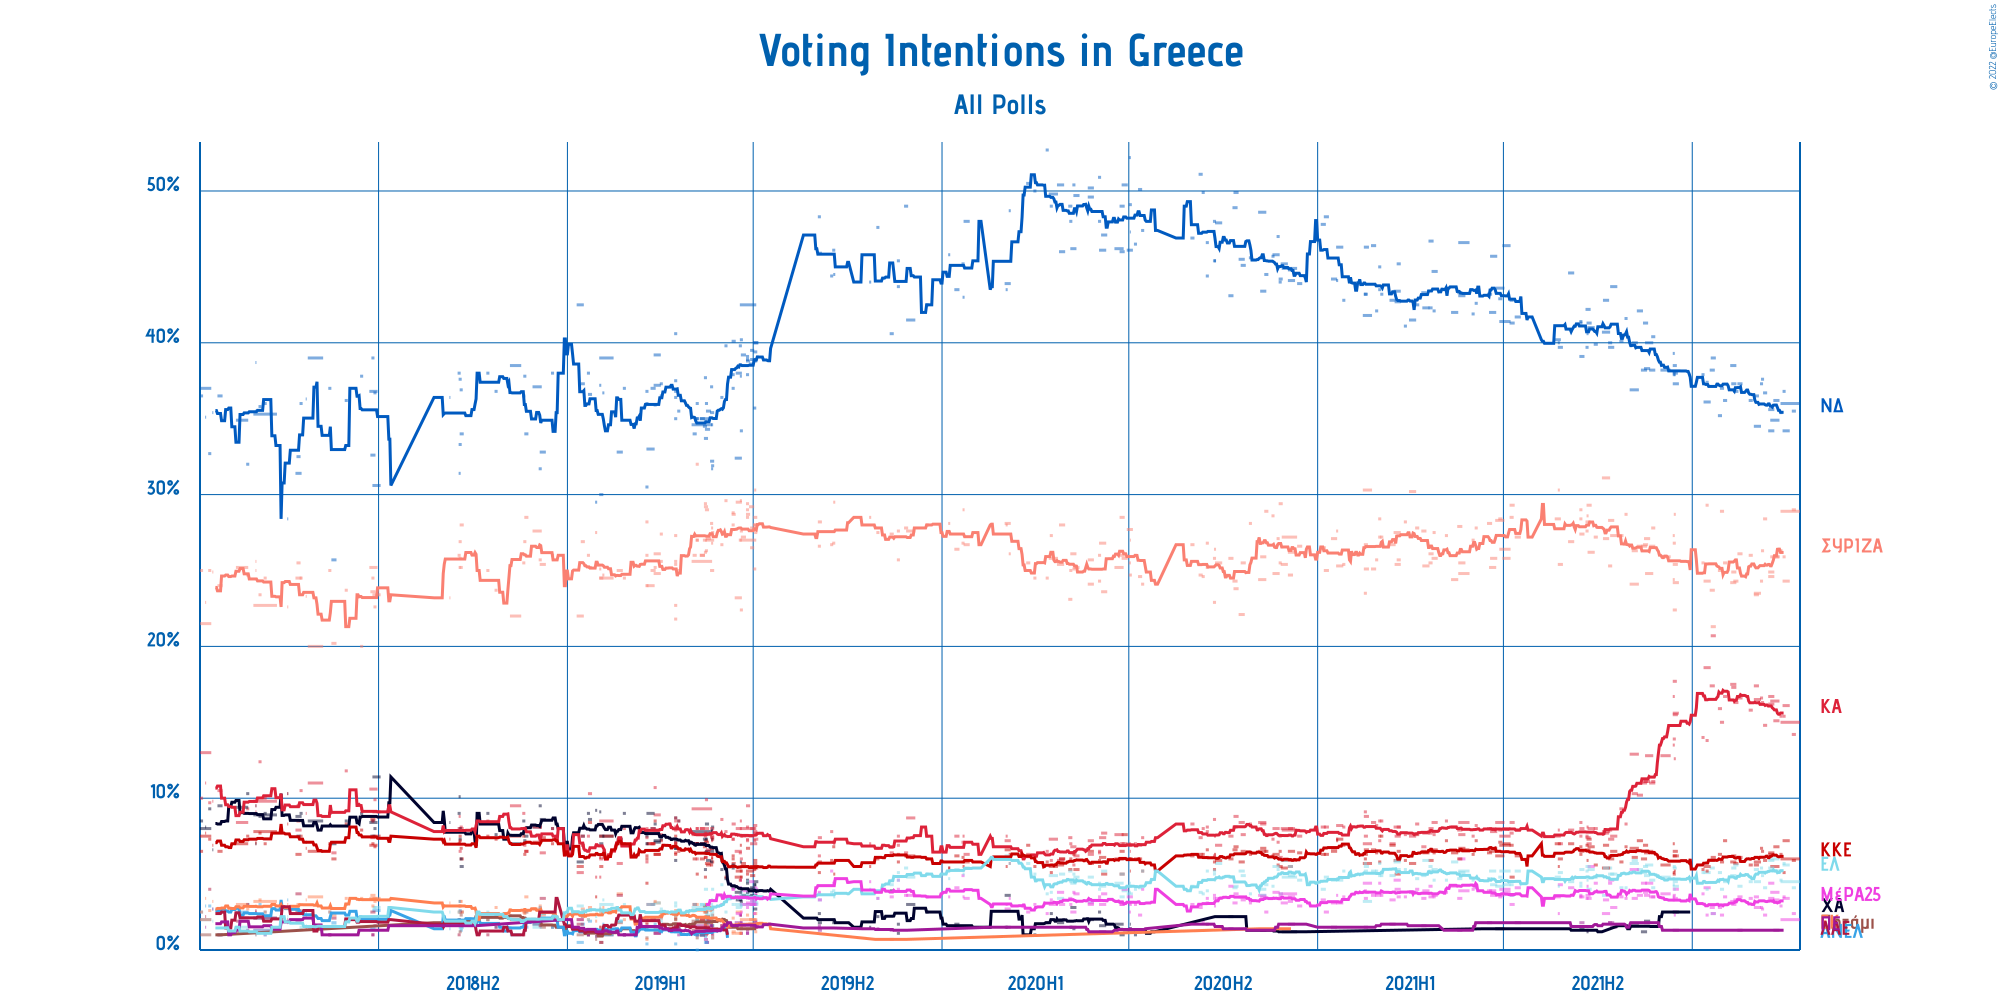 © 2022 @EuropeElects
Voting Intentions in Greece
All Polls
50%
40%
30%
20%
10%
0%
ΝΔ
ΣΥΡΙΖΑ
ΚΑ
ΚΚΕ
ΕΛ
ΜέΡΑ25
ΧΑ
2018H2
2019H1
2019H2
2020H1
2020H2
2021H1
2021H2